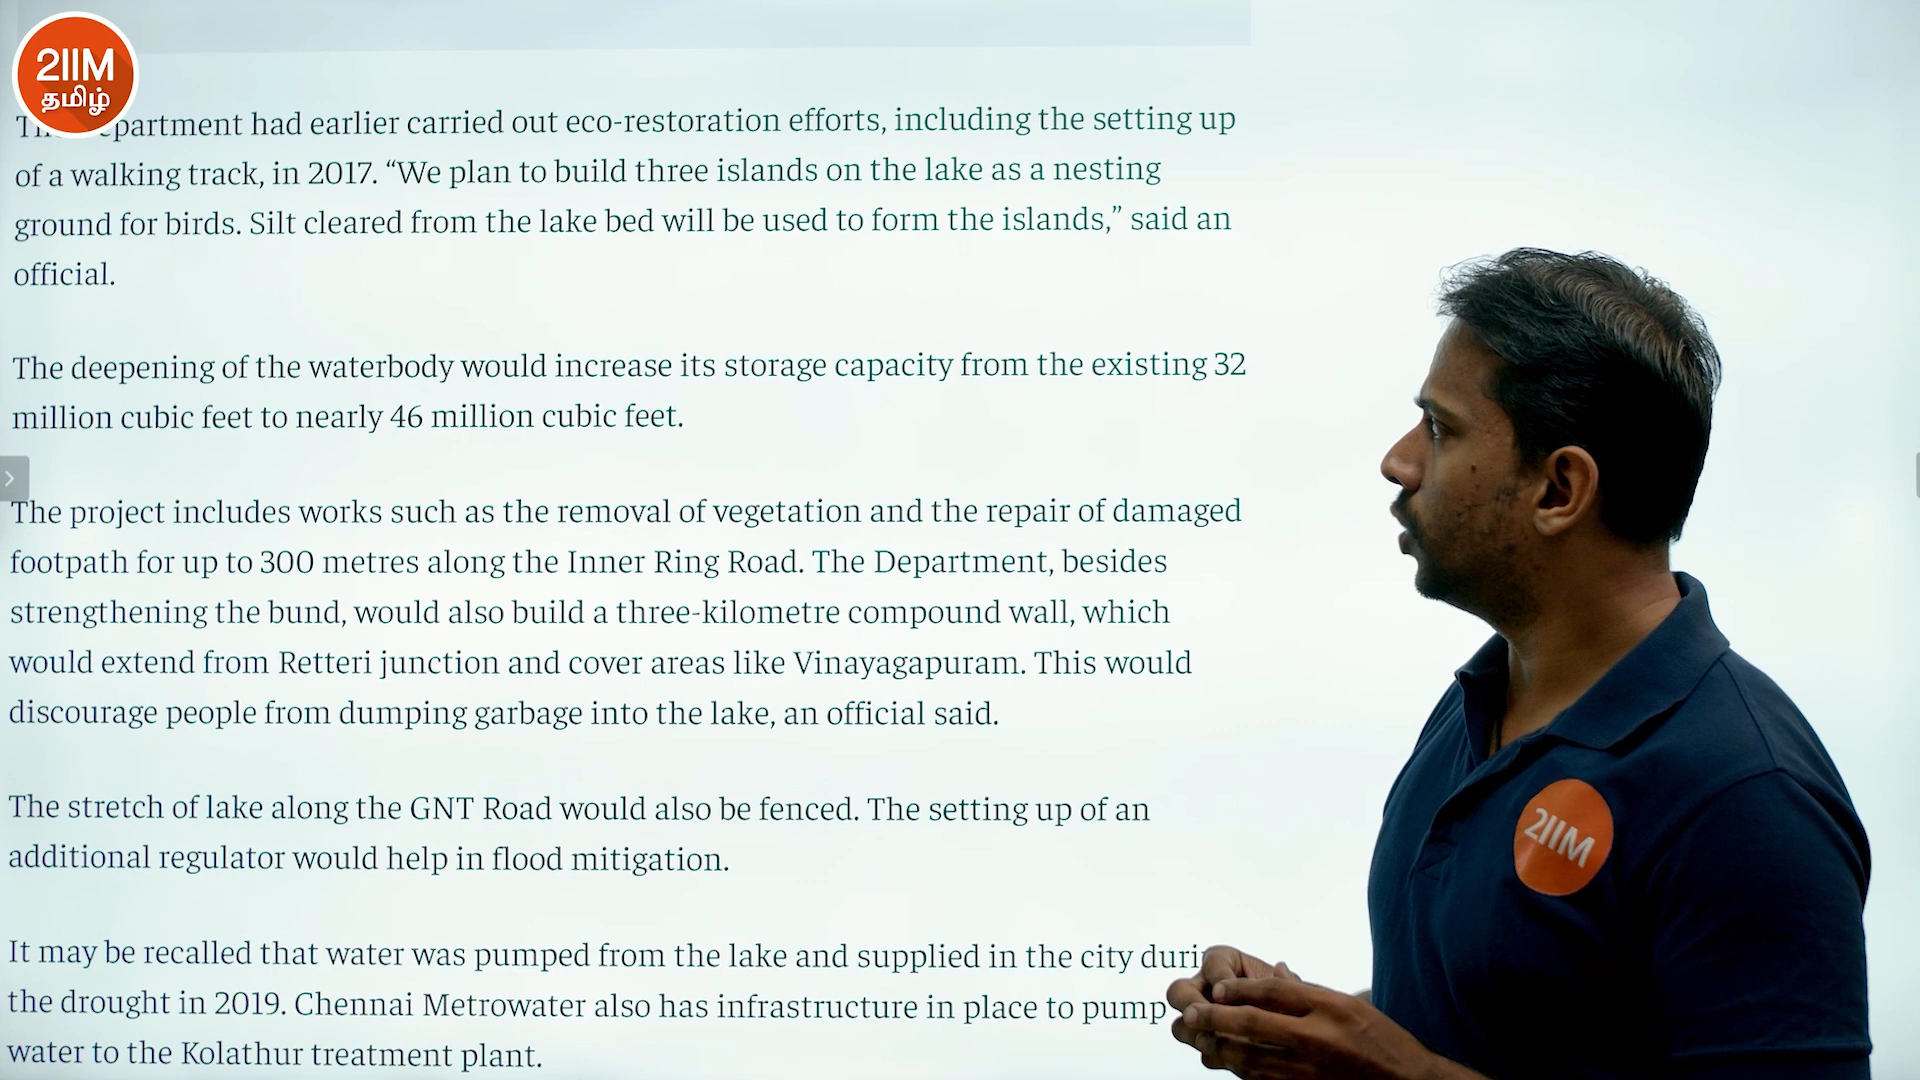 2IIM
தமிழ்
partment had earlier carried out eco-restoration efforts, including the setting up
of a walking track, in 2017. “We plan to build three islands on the lake as a nesting
ground for birds. Silt cleared from the lake bed will be used to form the islands,” said an
official.
The deepening of the waterbody would increase its storage capacity from the existing 32
million cubic feet to nearly 46 million cubic feet.
The project includes works such as the removal of vegetation and the repair of damaged
footpath for up to 300 metres along the Inner Ring Road. The Department, besides
strengthening the bund, would also build a three-kilometre compound wall, which
would extend from Retteri junction and cover areas like Vinayagapuram. This would
discourage people from dumping garbage into the lake, an official said.
The stretch of lake along the GNT Road would also be fenced. The setting up of an
additional regulator would help in flood mitigation.
It may be recalled that water was pumped from the lake and supplied in the city duri
the drought in 2019. Chennai Metrowater also has infrastructure in place to pump
water to the Kolathur treatment plant.
2IIM